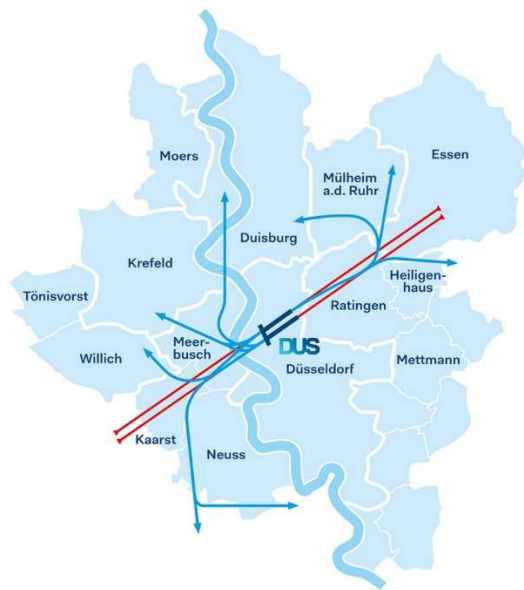 Moers
Essen
Mülheim
a.d. Ruhr
Duisburg
Krefeld
Heiligen-
haus
Tönisvorst
Ratingen
Meer-
busch
DUS
Willich
Düsseldorf
Mettmann
Kaarst
Neuss